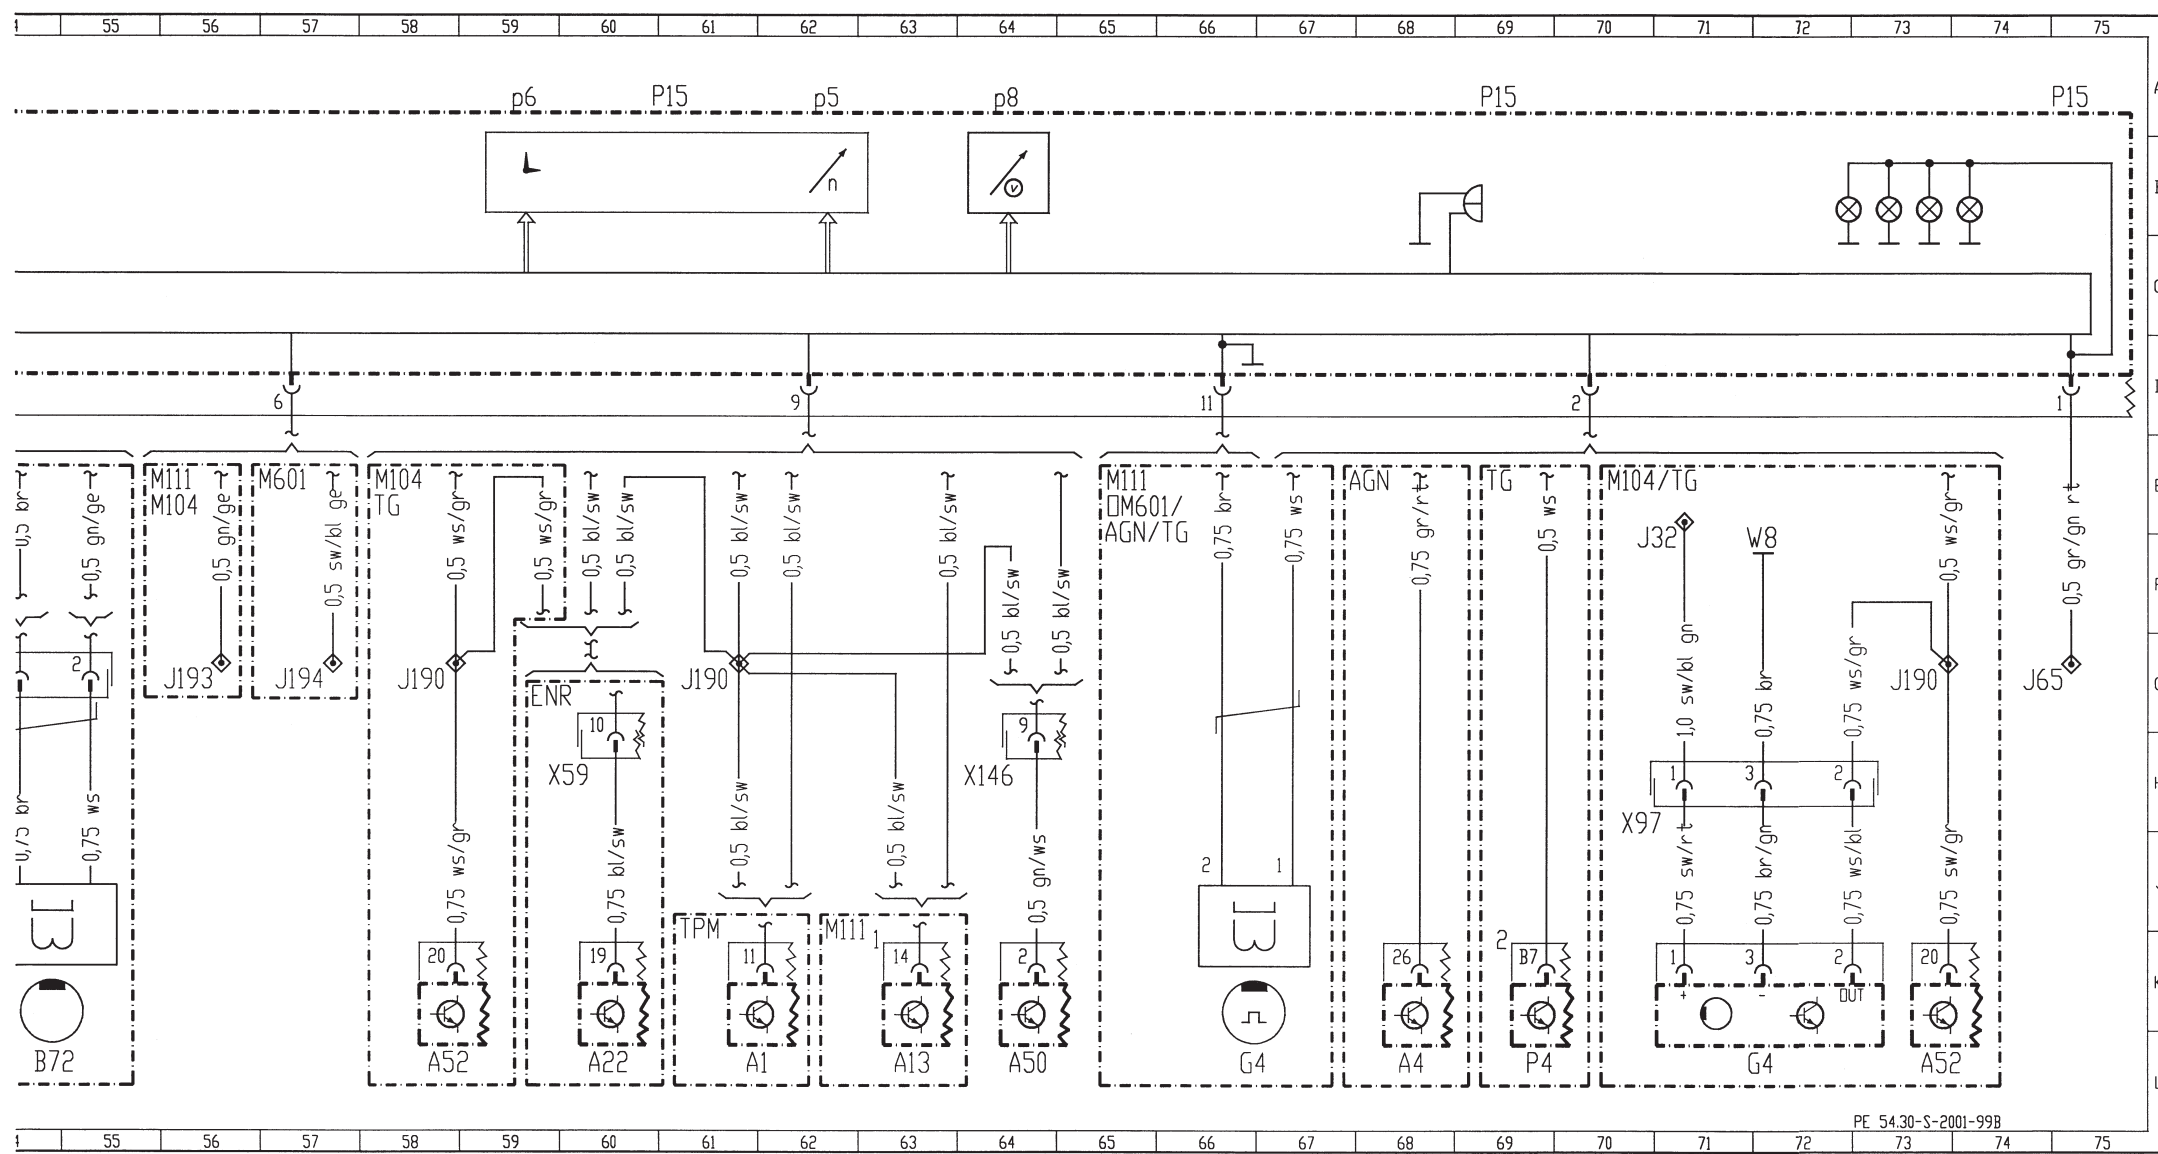 55 56 57 58 59 60 61 62 63 64 65 66 67 68 69 70 71 72 73 74 75
p6 P15 p5 p8 P15 P15
n v
6 9 11 2 1
M111 M104
M601
M104 TG
M111 OM601/ AGN/TG
AGN
TG
M104/TG
0,5 br
0,5 gn/ge
0,5 gn/ge
0,5 sw/bl ge
0,5 ws/gr
0,5 ws/gr
0,5 bl/sw
0,5 bl/sw
0,5 bl/sw
0,5 bl/sw
0,5 bl/sw
0,5 bl/sw
0,5 bl/sw
0,75 br
0,75 ws
0,75 gr/rt
0,5 ws
J32
W8
0,5 ws/gr
0,5 gr/gn rt
2
J193
J194
J190
J190
J190
J65
1,0 sw/bl gn
0,75 br
0,75 ws/gr
ENR
10
X59
9
X146
1 3 2
X97
0,75 br
0,75 ws
0,75 ws/gr
0,75 bl/sw
0,5 bl/sw
0,5 bl/sw
0,5 gn/ws
2 1
0,75 sw/rt
0,75 br/gn
0,75 ws/bl
0,75 sw/gr
TPM
M111 1
20 19 11 14 2 26 2 B7 1 3 2 20
+ - OUT
B72 A52 A22 A1 A13 A50 G4 A4 P4 G4 A52
PE 54.30-S-2001-99B
55 56 57 58 59 60 61 62 63 64 65 66 67 68 69 70 71 72 73 74 75